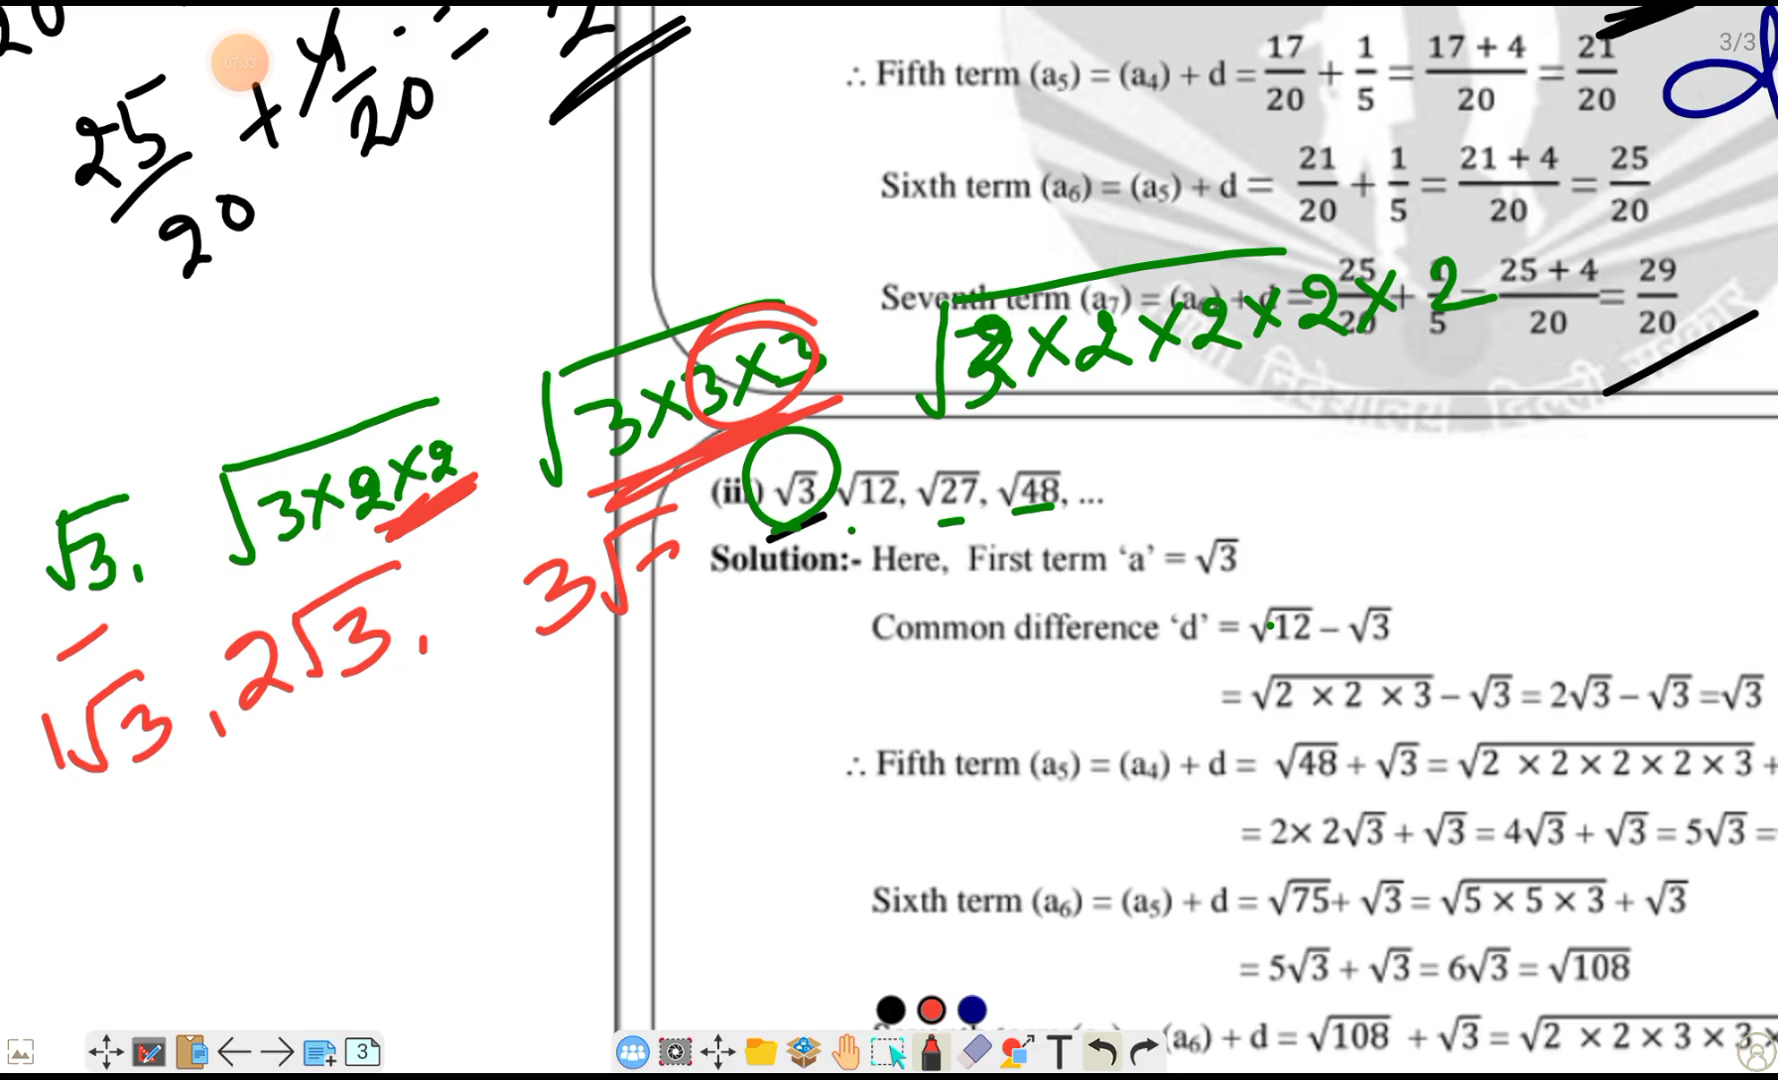 20
= 2
25/20 + 4/20
3/3
07:33
∴ Fifth term (a₅) = (a₄) + d = 17/20 + 1/5 = 17 + 4/20 = 21/20
Sixth term (a₆) = (a₅) + d = 21/20 + 1/5 = 21 + 4/20 = 25/20
Seventh term (a₇) = (a₆) + d = 25/20 + /5 = 25 + 4/20 = 29/20
√3, √3×2×2 √3×3×3 √3×2×2×2×2
1√3, 2√3, 3√
(iii) √3, √12, √27, √48, ...
Solution:- Here, First term ‘a’ = √3
Common difference ‘d’ = √12 – √3
= √2 × 2 × 3 – √3 = 2√3 – √3 =√3
∴ Fifth term (a₅) = (a₄) + d = √48 + √3 = √2 × 2 × 2 × 2 × 3 +
= 2× 2√3 + √3 = 4√3 + √3 = 5√3 =
Sixth term (a₆) = (a₅) + d = √75+ √3 = √5 × 5 × 3 + √3
= 5√3 + √3 = 6√3 = √108
(a₆) + d = √108 + √3 = √2 × 2 × 3 × 3 ×
3
T